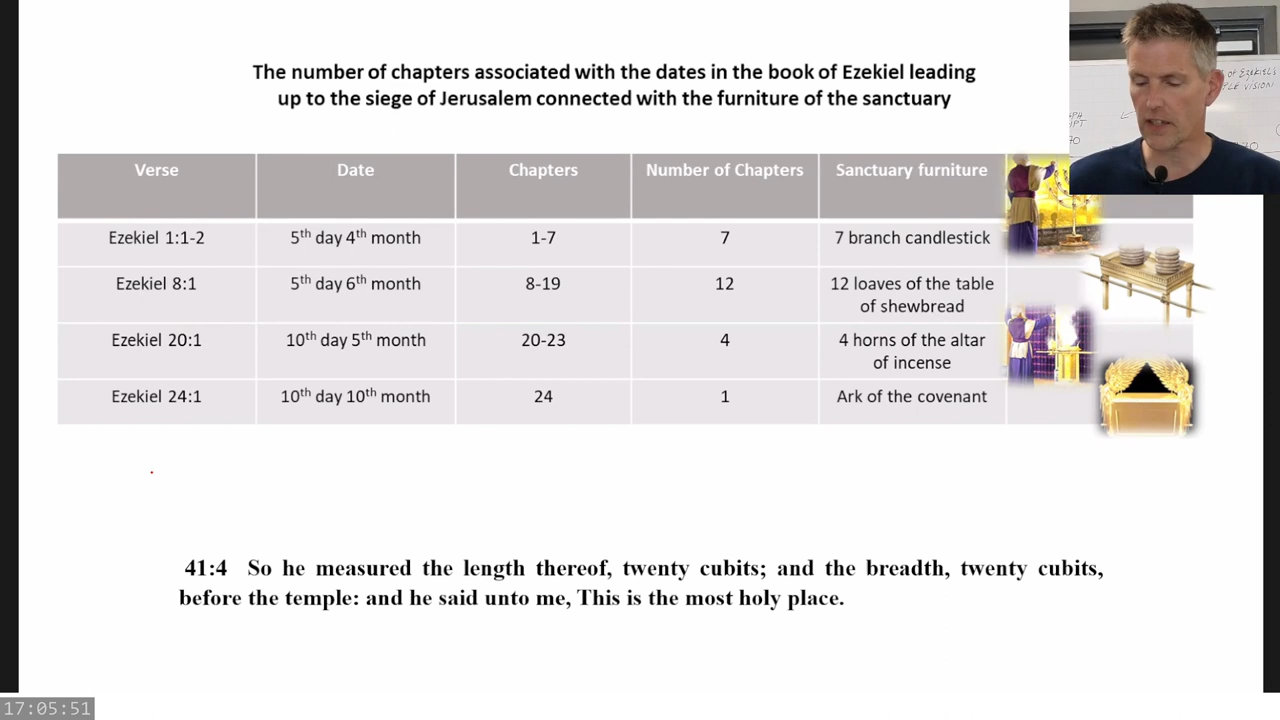 The number of chapters associated with the dates in the book of Ezekiel leading
up to the siege of Jerusalem connected with the furniture of the sanctuary
Verse Date Chapters Number of Chapters Sanctuary furniture
Ezekiel 1:1-2 5th day 4th month 1-7 7 7 branch candlestick
Ezekiel 8:1 5th day 6th month 8-19 12 12 loaves of the table
of shewbread
Ezekiel 20:1 10th day 5th month 20-23 4 4 horns of the altar
of incense
Ezekiel 24:1 10th day 10th month 24 1 Ark of the covenant
41:4 So he measured the length thereof, twenty cubits; and the breadth, twenty cubits,
before the temple: and he said unto me, This is the most holy place.
17:05:51